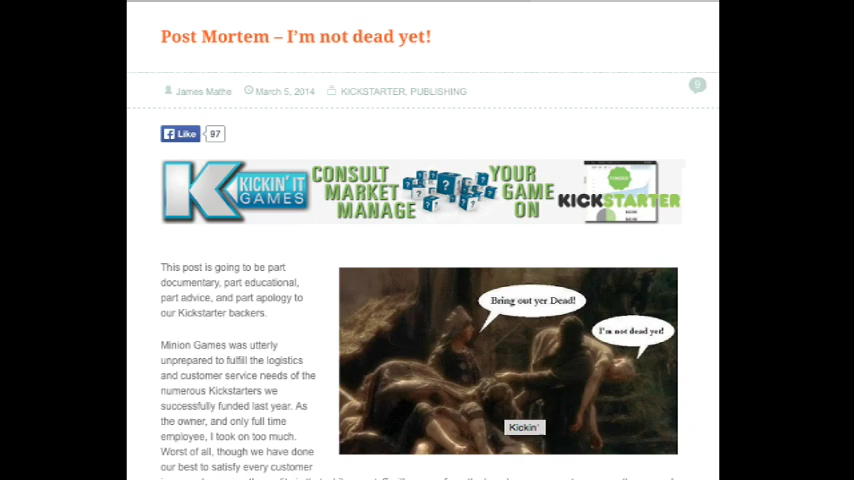 Post Mortem – I'm not dead yet!
James Mathe March 5, 2014 KICKSTARTER, PUBLISHING
9
Like 97
KICKIN' IT GAMES
CONSULT MARKET MANAGE
YOUR GAME ON
KICKSTARTER
This post is going to be part
documentary, part educational,
part advice, and part apology to
our Kickstarter backers.
Bring out yer Dead!
I'm not dead yet!
Kickin'
Minion Games was utterly
unprepared to fulfill the logistics
and customer service needs of the
numerous Kickstarters we
successfully funded last year. As
the owner, and only full time
employee, I took on too much.
Worst of all, though we have done
our best to satisfy every customer